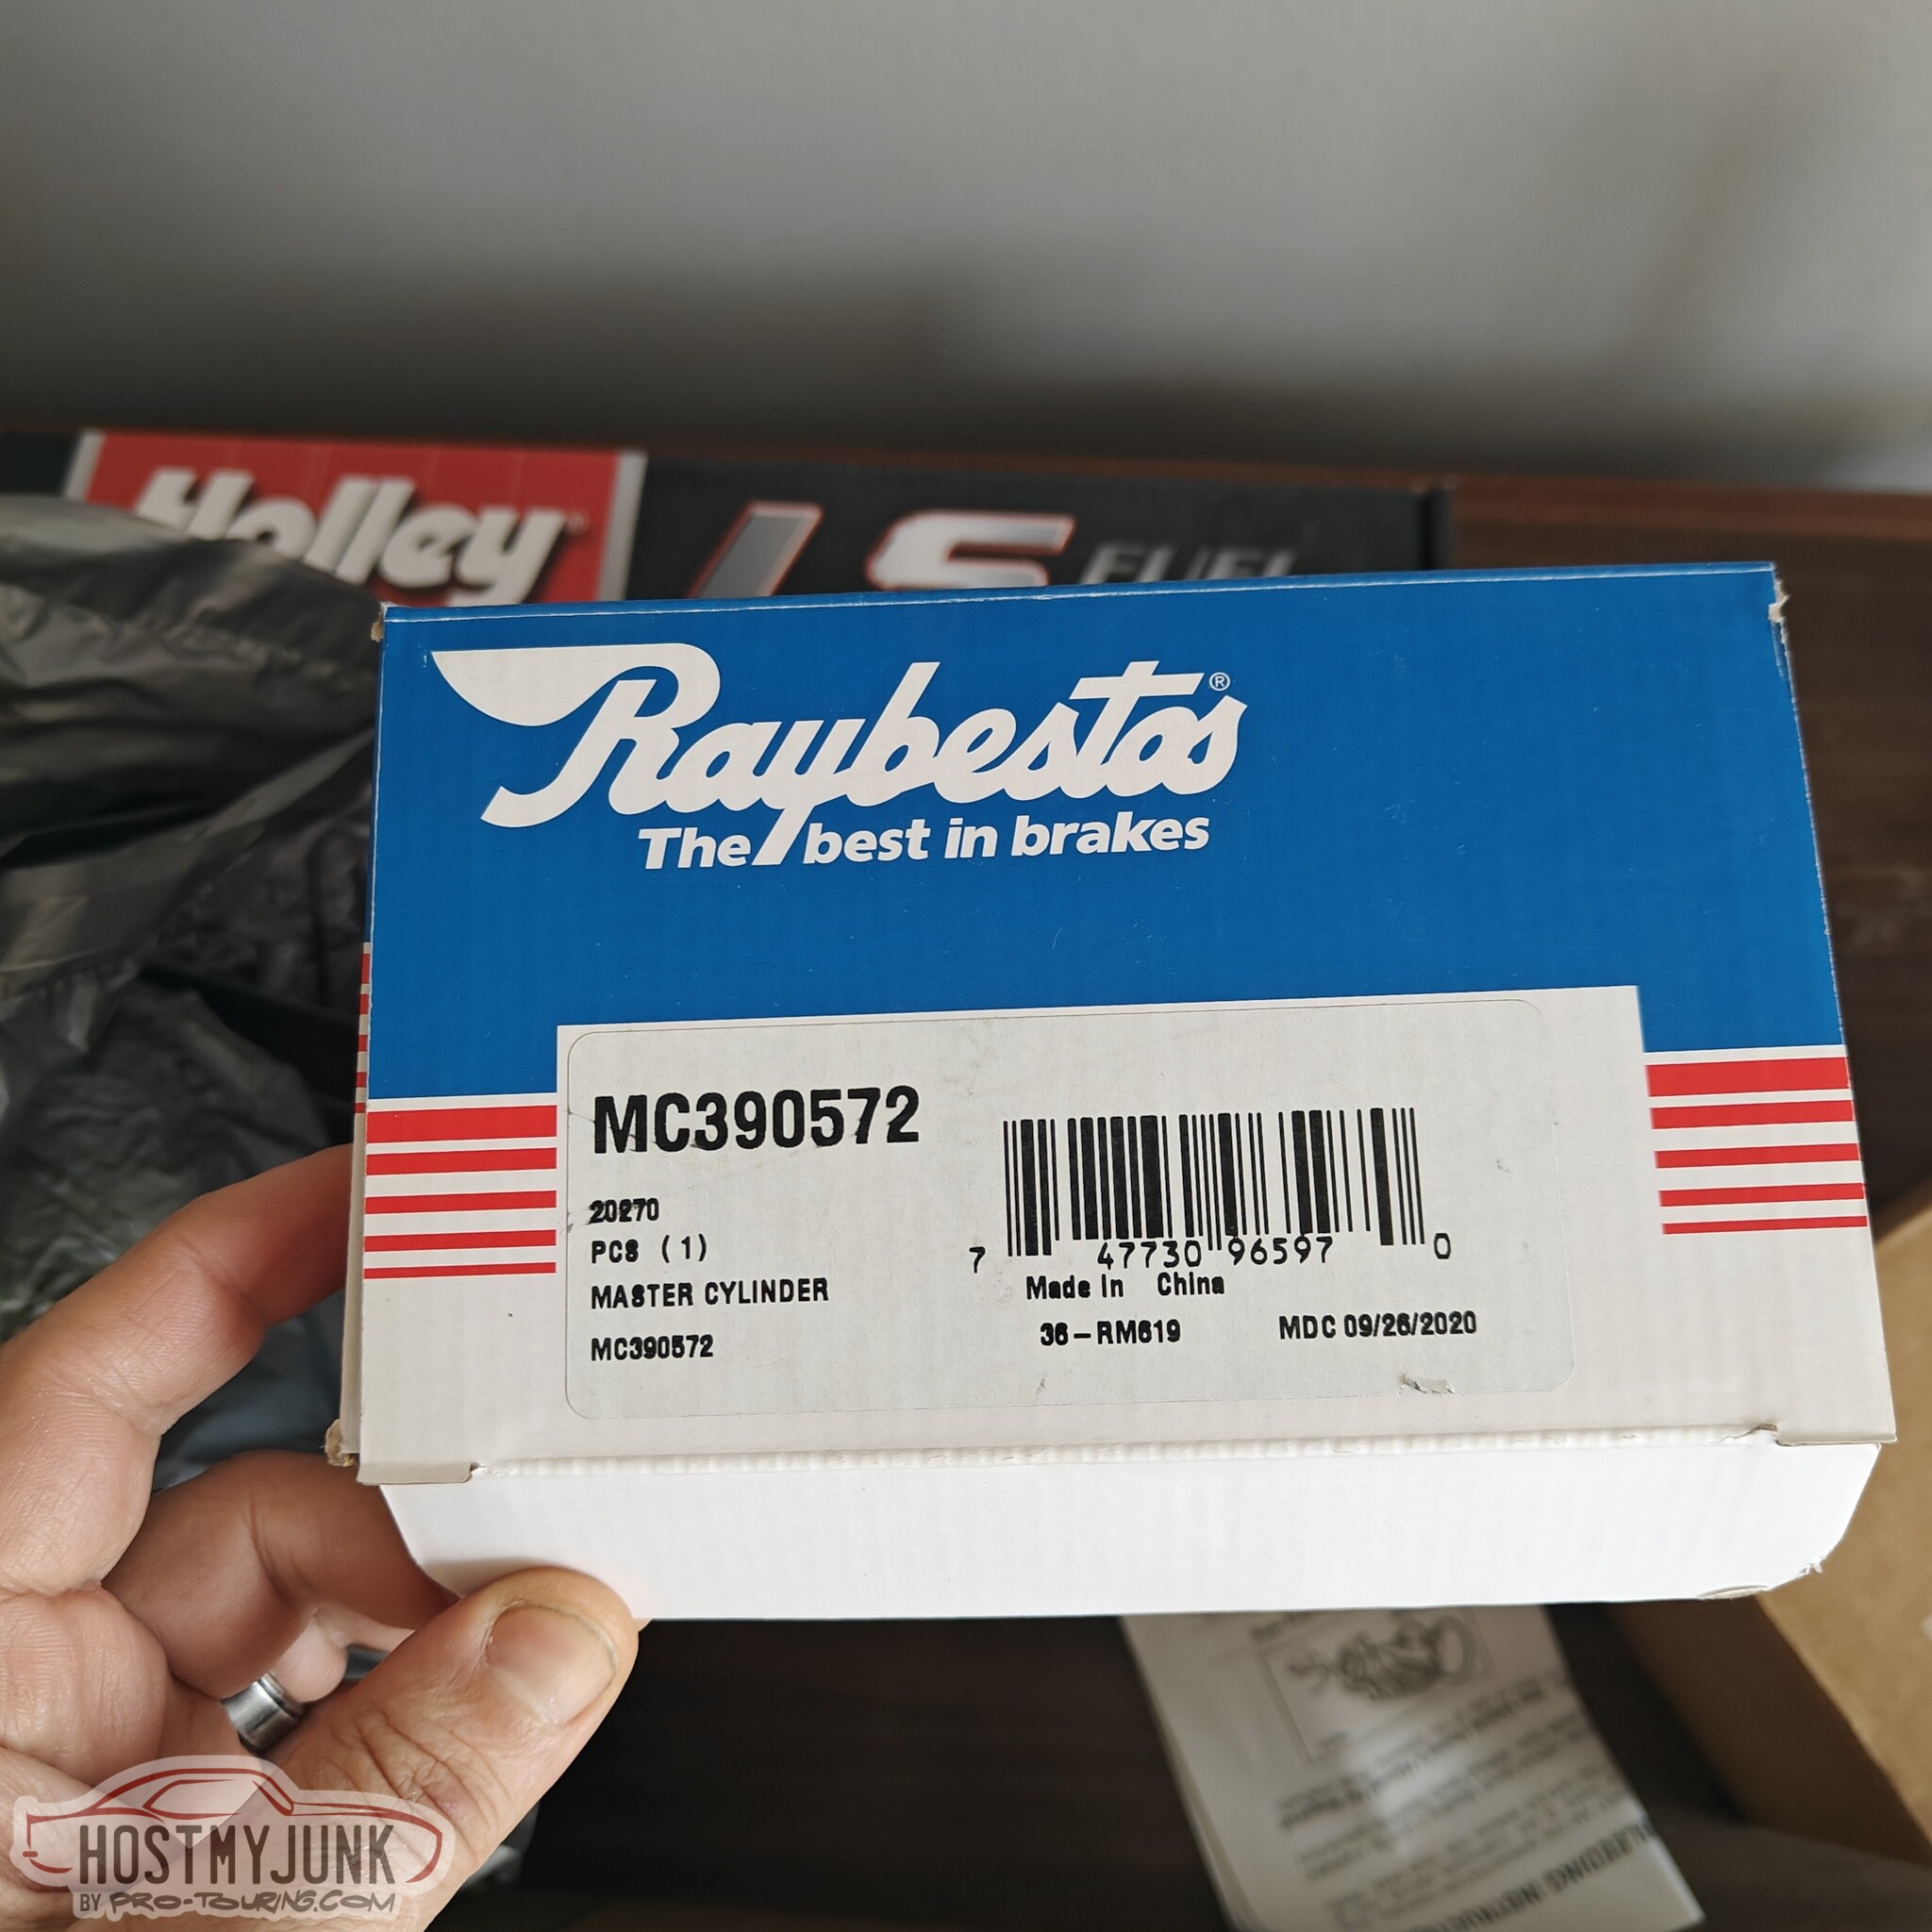 Holley LS FUEL
Raybestos®
The best in brakes
MC390572
20270
PCS (1)
MASTER CYLINDER
MC390572
7 47730 96597 0
Made In China
36-RM619 MDC 09/26/2020
HOSTMYJUNK
BY PRO-TOURING.COM